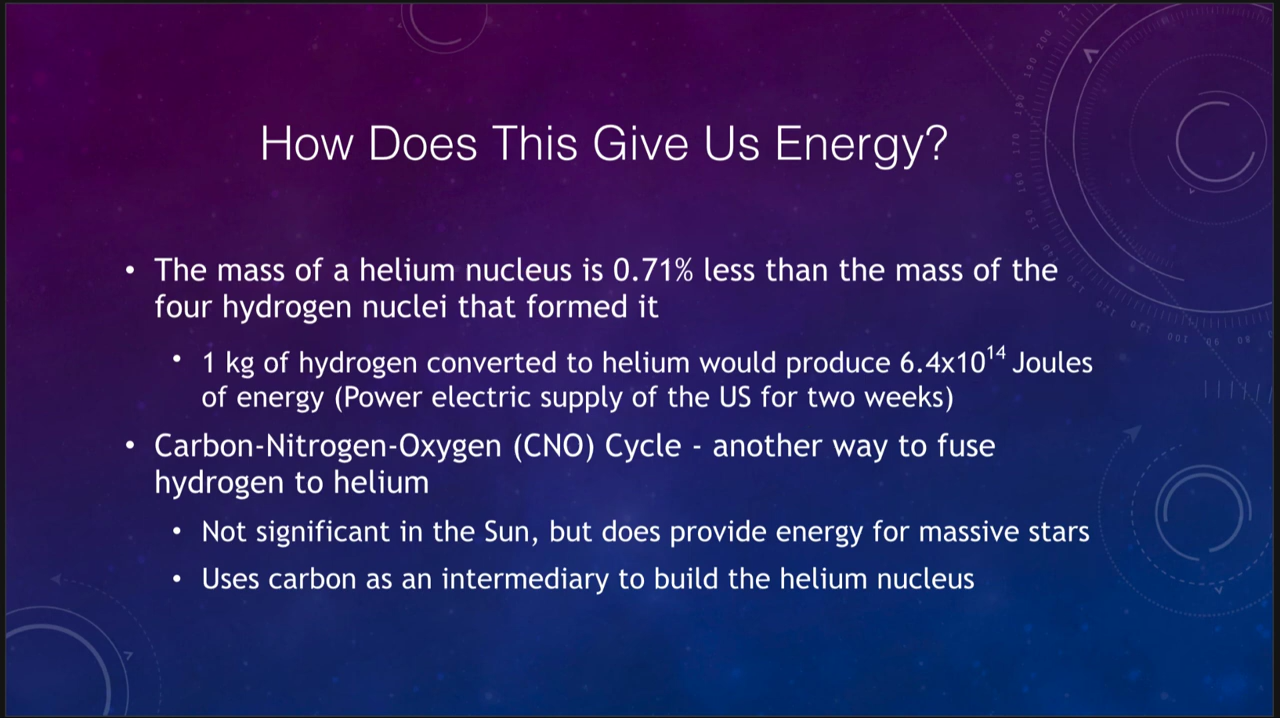 How Does This Give Us Energy?
• The mass of a helium nucleus is 0.71% less than the mass of the
four hydrogen nuclei that formed it
• 1 kg of hydrogen converted to helium would produce 6.4x10¹⁴ Joules
of energy (Power electric supply of the US for two weeks)
• Carbon-Nitrogen-Oxygen (CNO) Cycle - another way to fuse
hydrogen to helium
• Not significant in the Sun, but does provide energy for massive stars
• Uses carbon as an intermediary to build the helium nucleus